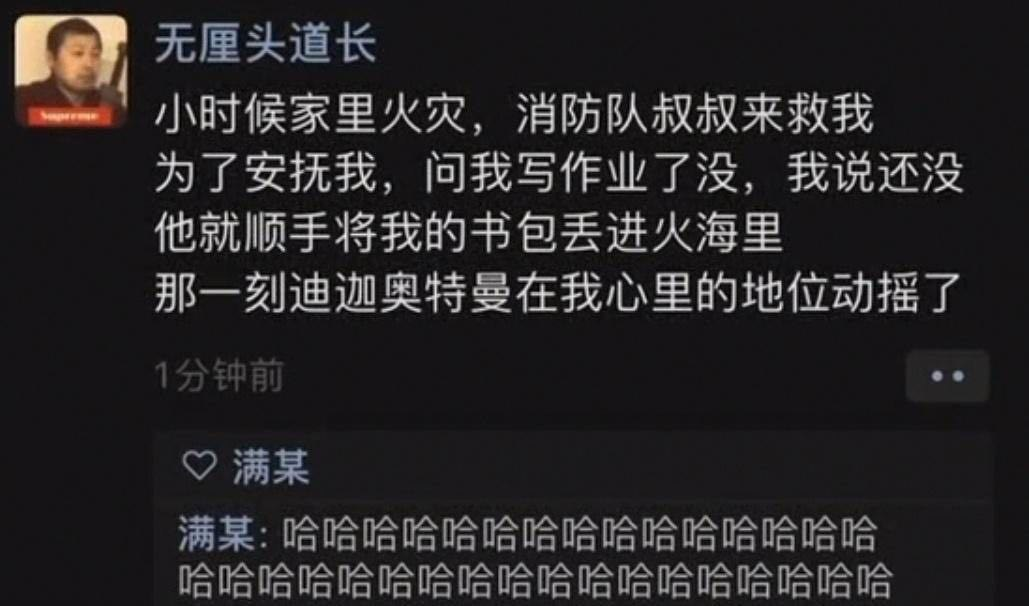 无厘头道长
Supreme
小时候家里火灾，消防队叔叔来救我
为了安抚我，问我写作业了没，我说还没
他就顺手将我的书包丢进火海里
那一刻迪迦奥特曼在我心里的地位动摇了
1分钟前
满某
满某: 哈哈哈哈哈哈哈哈哈哈哈哈哈哈哈
哈哈哈哈哈哈哈哈哈哈哈哈哈哈哈哈哈哈